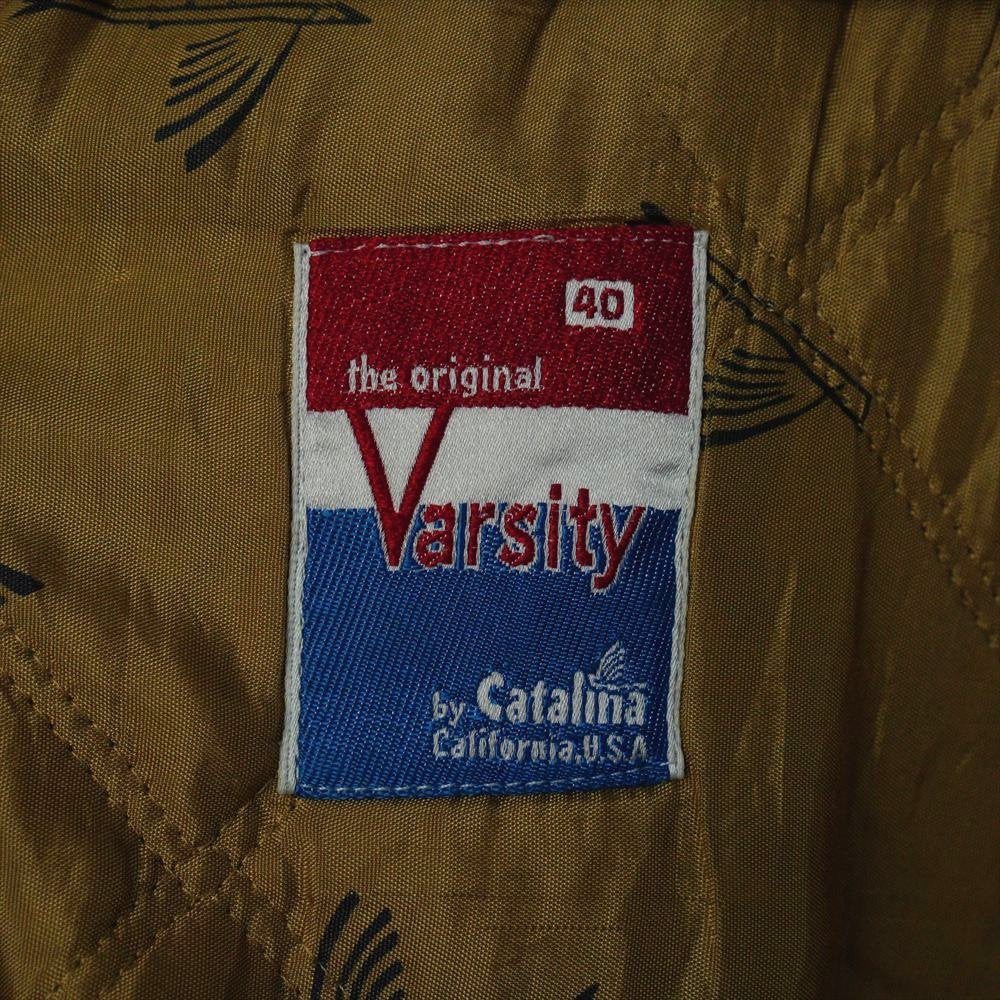 40
the original
Varsity
by Catalina
California,U.S.A